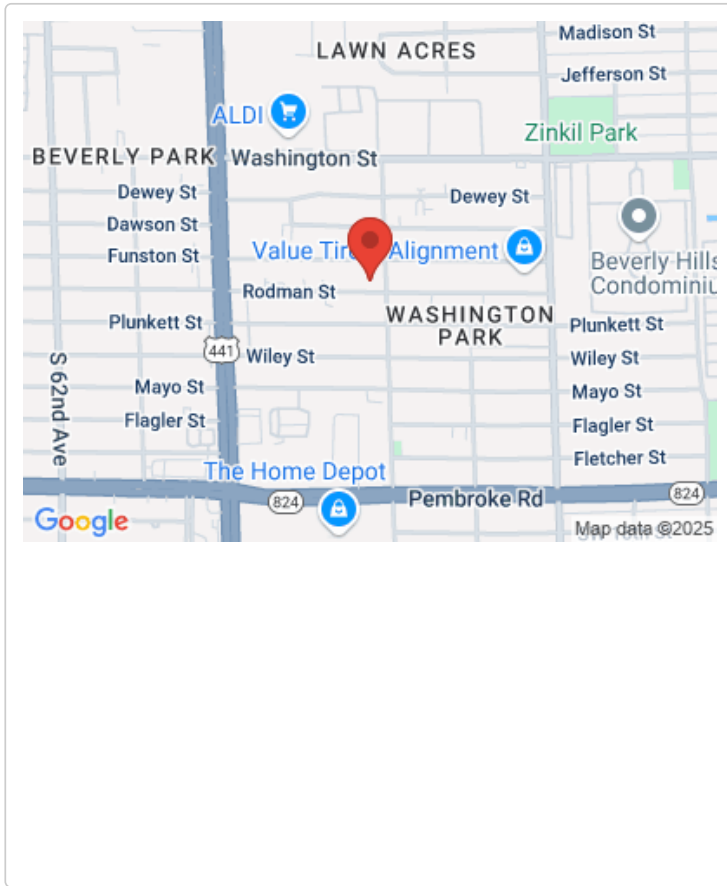 Madison St
LAWN ACRES
Jefferson St
ALDI
Zinkil Park
BEVERLY PARK
Washington St
Dewey St
Dewey St
Dawson St
Funston St
Value Tire Alignment
Beverly Hills
Condominiu
Rodman St
WASHINGTON
PARK
Plunkett St
Plunkett St
441
Wiley St
Wiley St
S 62nd Ave
Mayo St
Mayo St
Flagler St
Flagler St
Fletcher St
The Home Depot
824
Pembroke Rd
824
Google
Map data ©2025